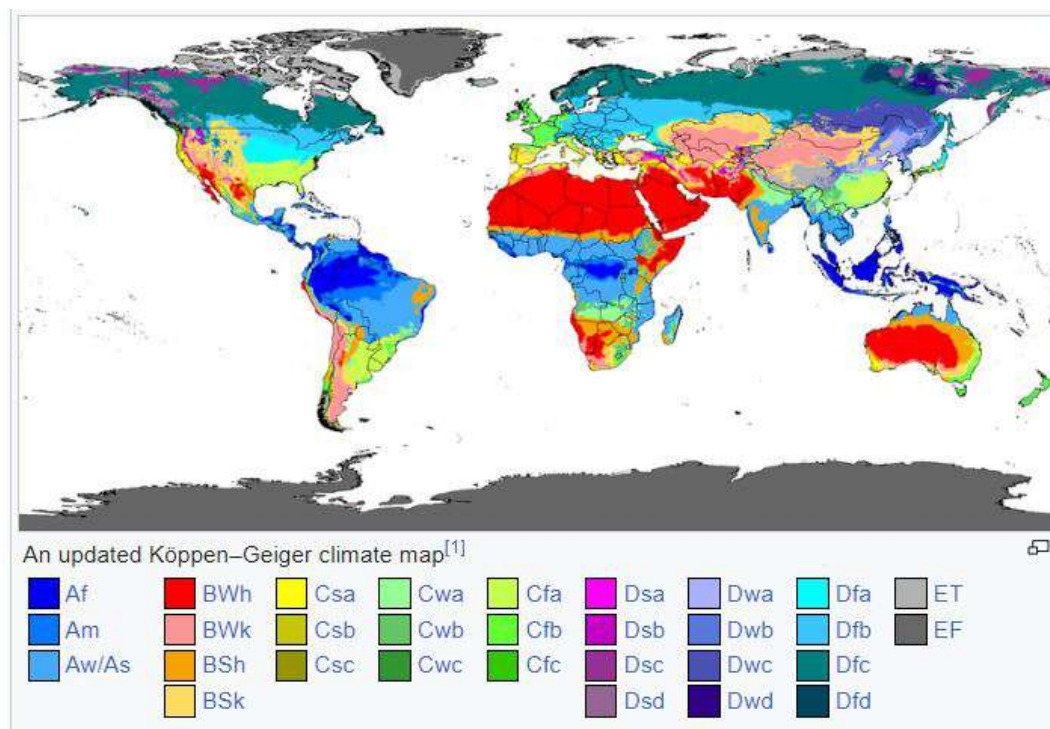 An updated Köppen–Geiger climate map[1]
Af BWh Csa Cwa Cfa Dsa Dwa Dfa ET
Am BWk Csb Cwb Cfb Dsb Dwb Dfb EF
Aw/As BSh Csc Cwc Cfc Dsc Dwc Dfc
BSk Dsd Dwd Dfd